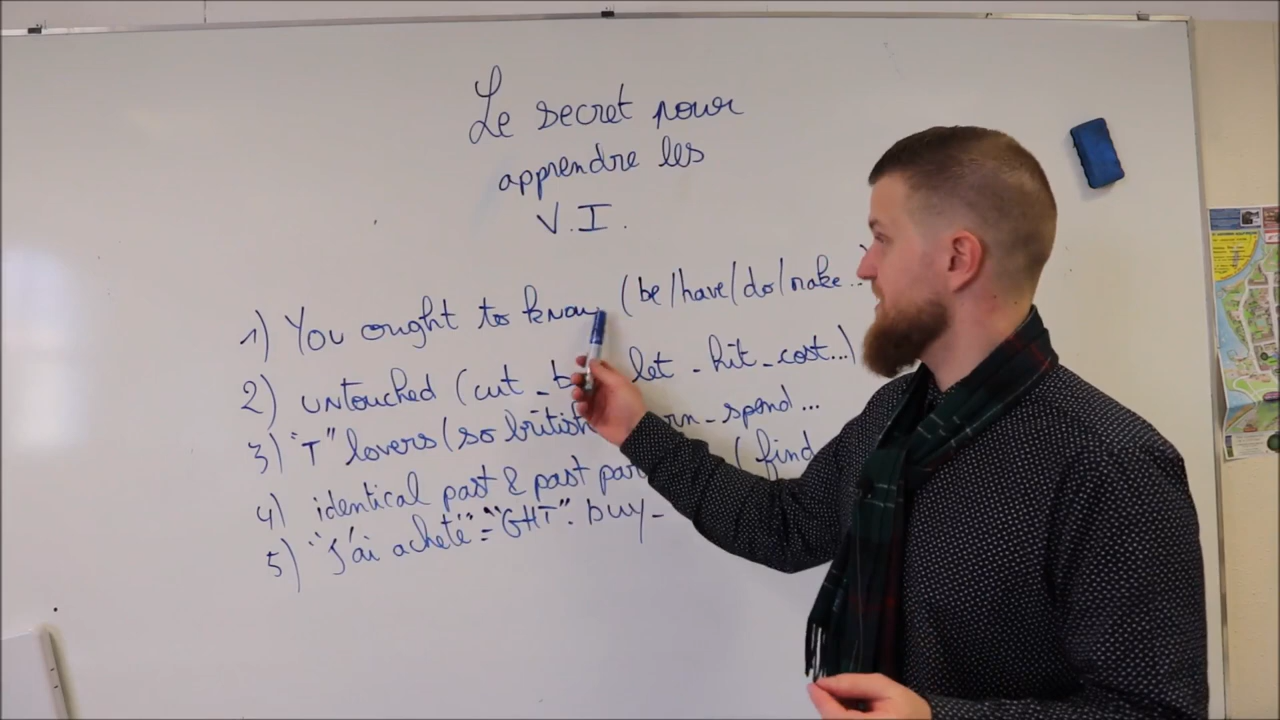 Le secret pour
apprendre les
V.I.
1) You ought to know (be/have/do/make...)
2) untouched (cut - let - hit - cost...)
3) "T" lovers (so british - spend...
4) identical past & past (find
5) "J'ai acheté" = "GHT". buy -